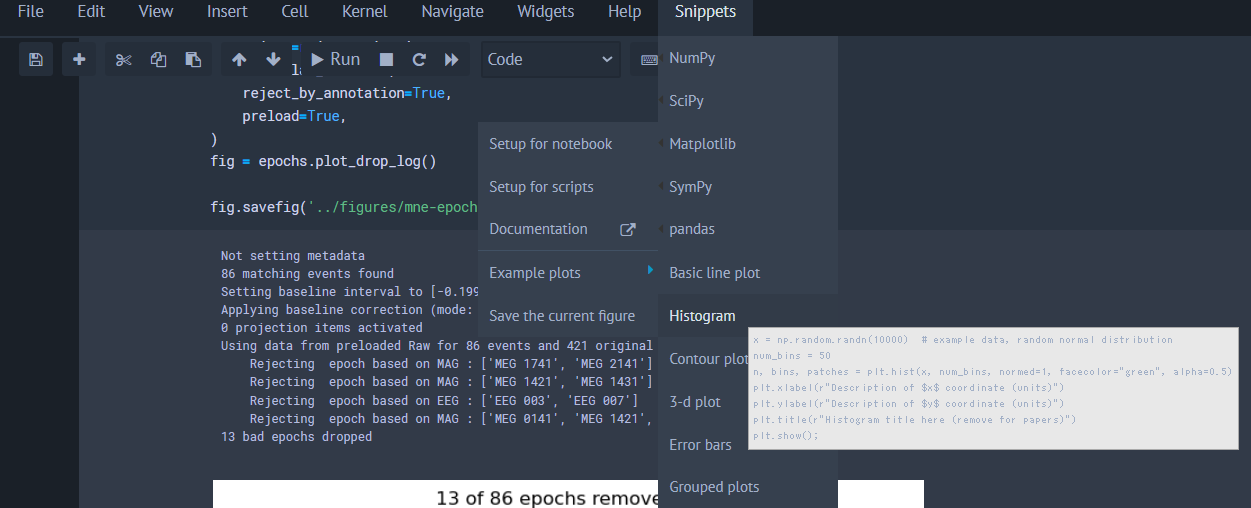 File Edit View Insert Cell Kernel Navigate Widgets Help Snippets
Run Code
reject_by_annotation=True,
preload=True,
)
fig = epochs.plot_drop_log()
fig.savefig('../figures/mne-epoch
Not setting metadata
86 matching events found
Setting baseline interval to [-0.199
Applying baseline correction (mode:
0 projection items activated
Using data from preloaded Raw for 86 events and 421 original
Rejecting epoch based on MAG : ['MEG 1741', 'MEG 2141']
Rejecting epoch based on MAG : ['MEG 1421', 'MEG 1431']
Rejecting epoch based on EEG : ['EEG 003', 'EEG 007']
Rejecting epoch based on MAG : ['MEG 0141', 'MEG 1421',
13 bad epochs dropped
13 of 86 epochs remove
Setup for notebook
Setup for scripts
Documentation
Example plots
Save the current figure
NumPy
SciPy
Matplotlib
SymPy
pandas
Basic line plot
Histogram
Contour plot
3-d plot
Error bars
Grouped plots
x = np.random.randn(10000)  # example data, random normal distribution
num_bins = 50
n, bins, patches = plt.hist(x, num_bins, normed=1, facecolor="green", alpha=0.5)
plt.xlabel(r"Description of $x$ coordinate (units)")
plt.ylabel(r"Description of $y$ coordinate (units)")
plt.title(r"Histogram title here (remove for papers)")
plt.show();